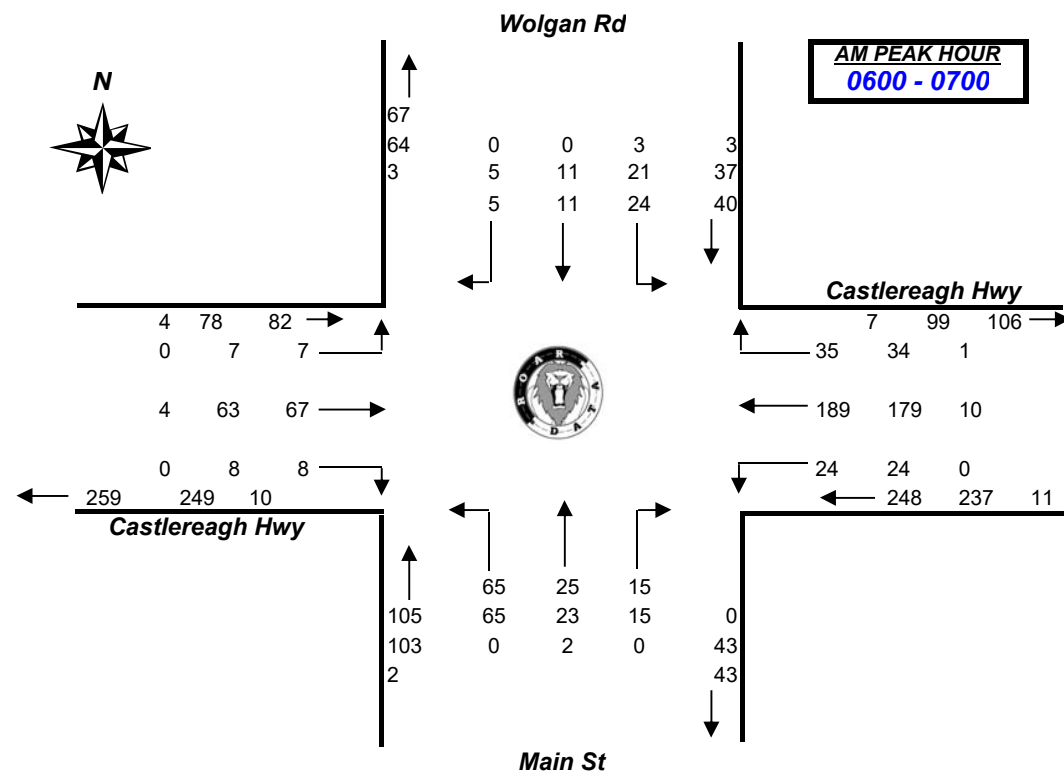 Wolgan Rd
AM PEAK HOUR
0600 - 0700
N
67
64 0 0 3 3
3 5 11 21 37
5 11 24 40
Castlereagh Hwy
4 78 82 7 99 106
0 7 7 35 34 1
ROAR DATA
4 63 67 189 179 10
0 8 8 24 24 0
259 249 10 248 237 11
Castlereagh Hwy
65 25 15
105 65 23 15 0
103 0 2 0 43
2 43
Main St